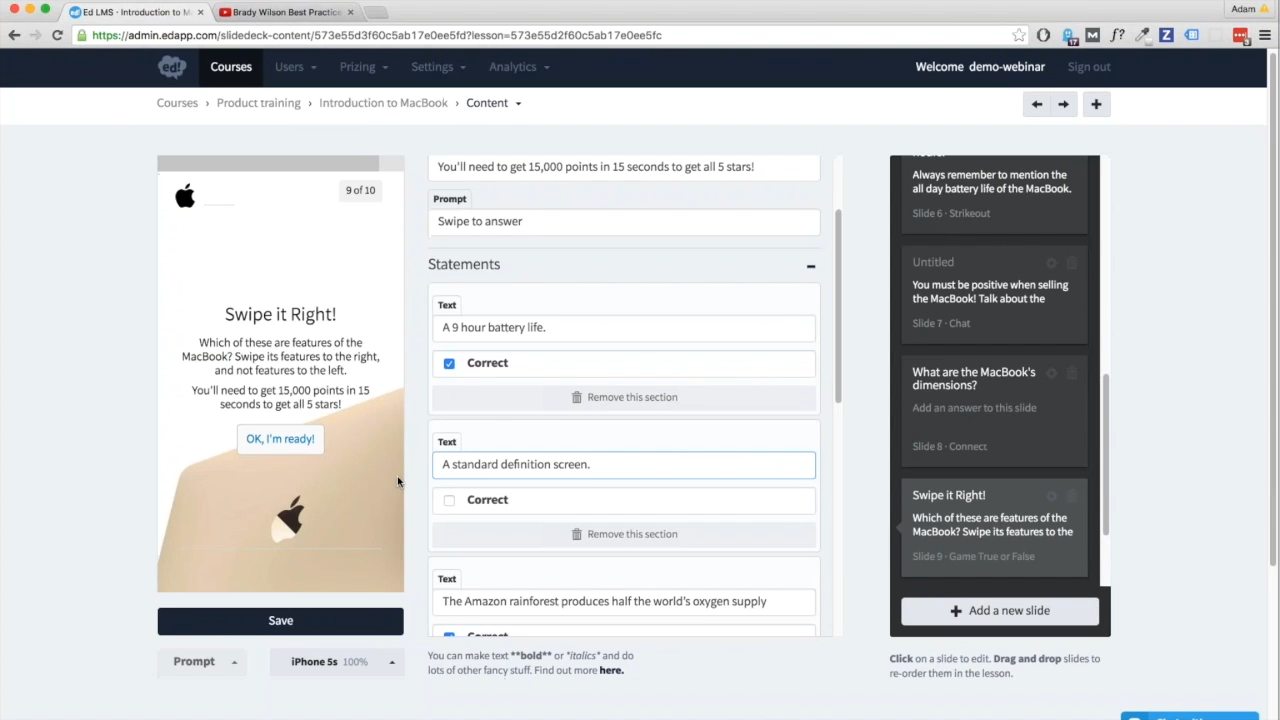 Ed LMS - Introduction to M
Brady Wilson Best Practice
Adam
https://admin.edapp.com/slidedeck-content/573e55d3f60c5ab17e0efd?lesson=573e55d2f60c5ab17e0efc
17
ed!
Courses
Users
Prizing
Settings
Analytics
Welcome demo-webinar
Sign out
Courses › Product training › Introduction to MacBook › Content
9 of 10
Swipe it Right!
Which of these are features of the
MacBook? Swipe its features to the right,
and not features to the left.
You'll need to get 15,000 points in 15
seconds to get all 5 stars!
OK, I'm ready!
Save
Prompt
iPhone 5s 100%
You'll need to get 15,000 points in 15 seconds to get all 5 stars!
Prompt
Swipe to answer
Statements
Text
A 9 hour battery life.
Correct
Remove this section
Text
A standard definition screen.
Correct
Remove this section
Text
The Amazon rainforest produces half the world's oxygen supply
Correct
You can make text **bold** or *italics* and do
lots of other fancy stuff. Find out more here.
Always remember to mention the
all day battery life of the MacBook.
Slide 6 · Strikeout
Untitled
You must be positive when selling
the MacBook! Talk about the
Slide 7 · Chat
What are the MacBook's
dimensions?
Add an answer to this slide
Slide 8 · Connect
Swipe it Right!
Which of these are features of the
MacBook? Swipe its features to the
Slide 9 · Game True or False
Add a new slide
Click on a slide to edit. Drag and drop slides to
re-order them in the lesson.